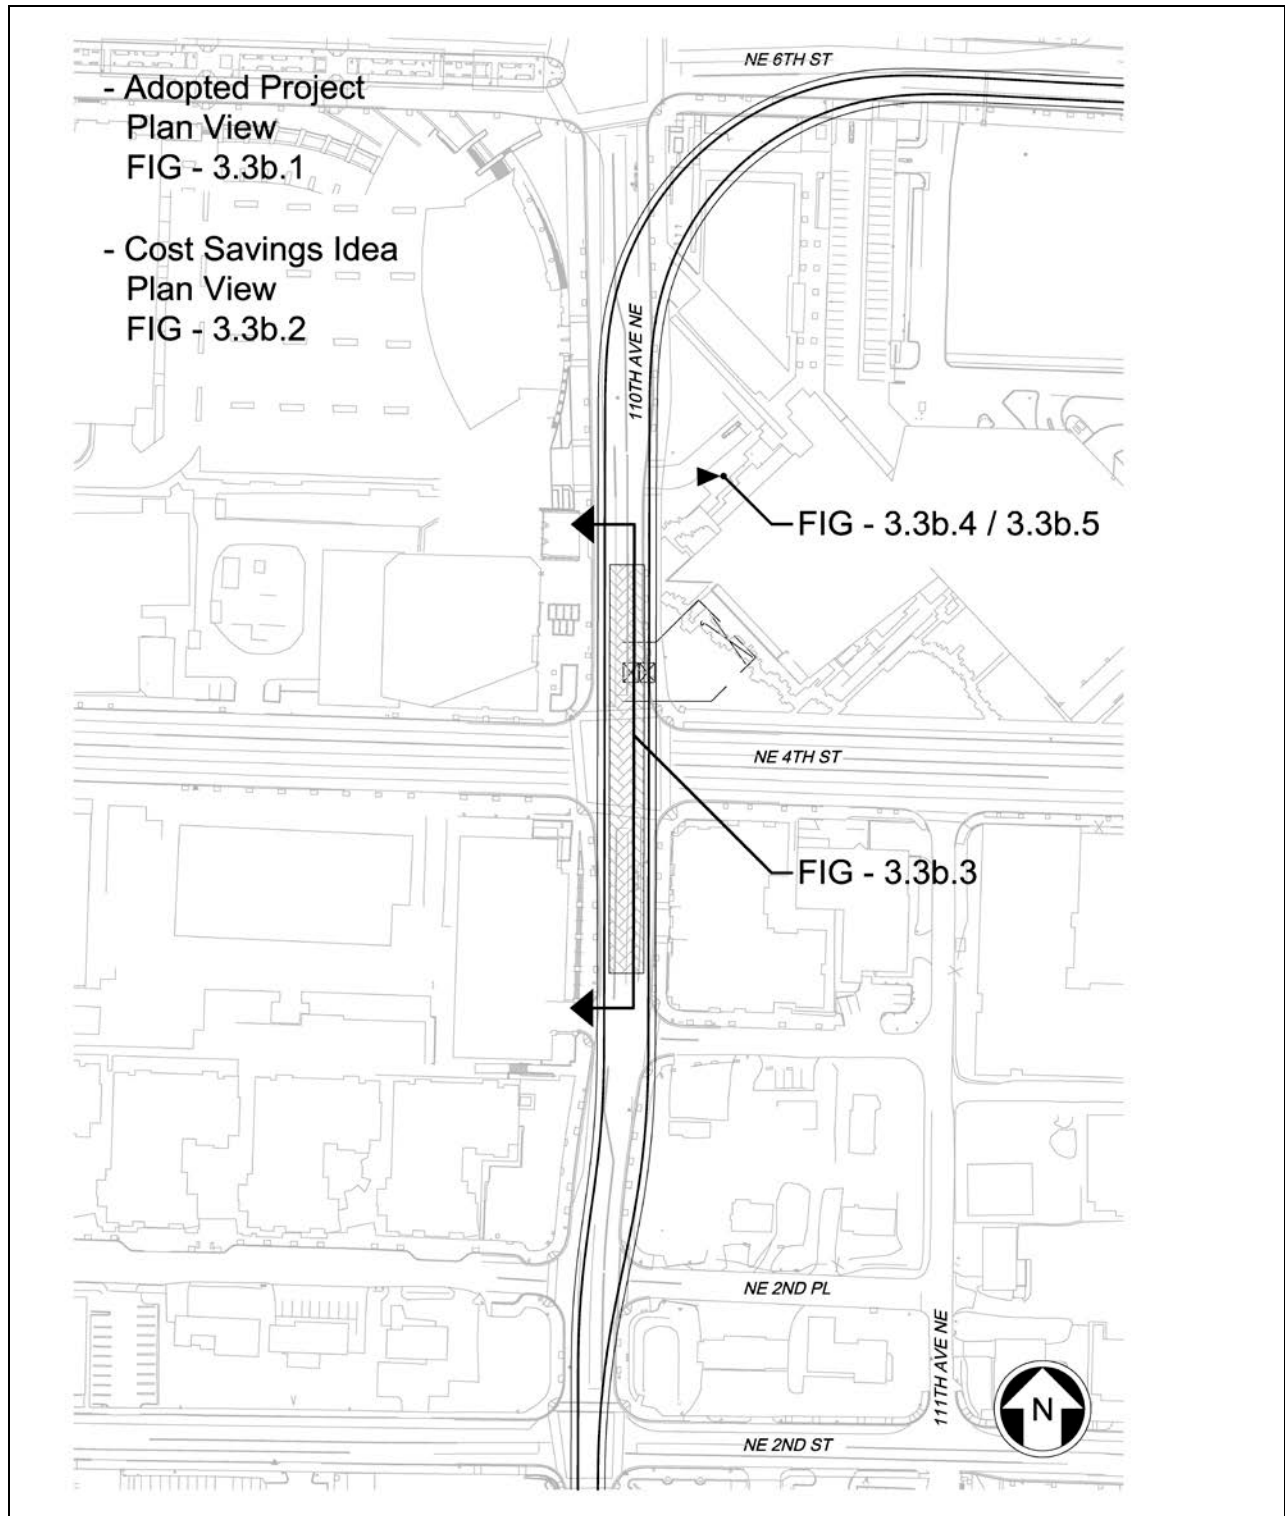 NE 6TH ST
- Adopted Project
Plan View
FIG - 3.3b.1
- Cost Savings Idea
Plan View
FIG - 3.3b.2
110TH AVE NE
FIG - 3.3b.4 / 3.3b.5
NE 4TH ST
FIG - 3.3b.3
NE 2ND PL
111TH AVE NE
N
NE 2ND ST